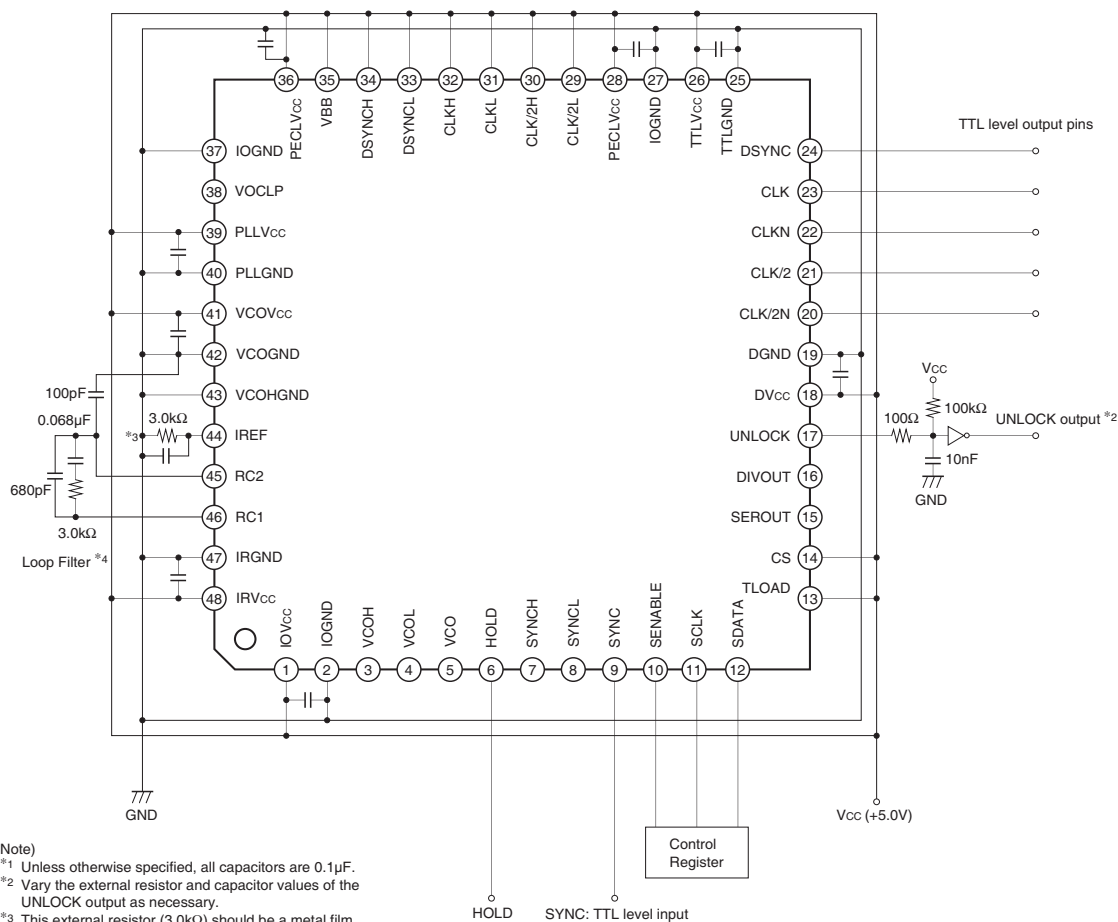 36 35 34 33 32 31 30 29 28 27 26 25
PECLVCC
VBB
DSYNCH
DSYNCL
CLKH
CLKL
CLK/2H
CLK/2L
PECLVCC
IOGND
TTLVCC
TTLGND
TTL level output pins
37 IOGND
38 VOCLP
39 PLLVCC
40 PLLGND
41 VCOVCC
42 VCOGND
43 VCOHGND
44 IREF
45 RC2
46 RC1
47 IRGND
48 IRVCC
100pF
0.068µF
*3
3.0kΩ
680pF
3.0kΩ
Loop Filter *4
DSYNC 24
CLK 23
CLKN 22
CLK/2 21
CLK/2N 20
DGND 19
DVCC 18
UNLOCK 17
DIVOUT 16
SEROUT 15
CS 14
TLOAD 13
VCC
100Ω
100kΩ
UNLOCK output *2
10nF
GND
IOVCC
IOGND
VCOH
VCOL
VCO
HOLD
SYNCH
SYNCL
SYNC
SENABLE
SCLK
SDATA
1 2 3 4 5 6 7 8 9 10 11 12
GND
VCC (+5.0V)
Control
Register
HOLD
SYNC: TTL level input
Note)
*1 Unless otherwise specified, all capacitors are 0.1µF.
*2 Vary the external resistor and capacitor values of the
UNLOCK output as necessary.
*3 This external resistor (3.0kΩ) should be a metal film